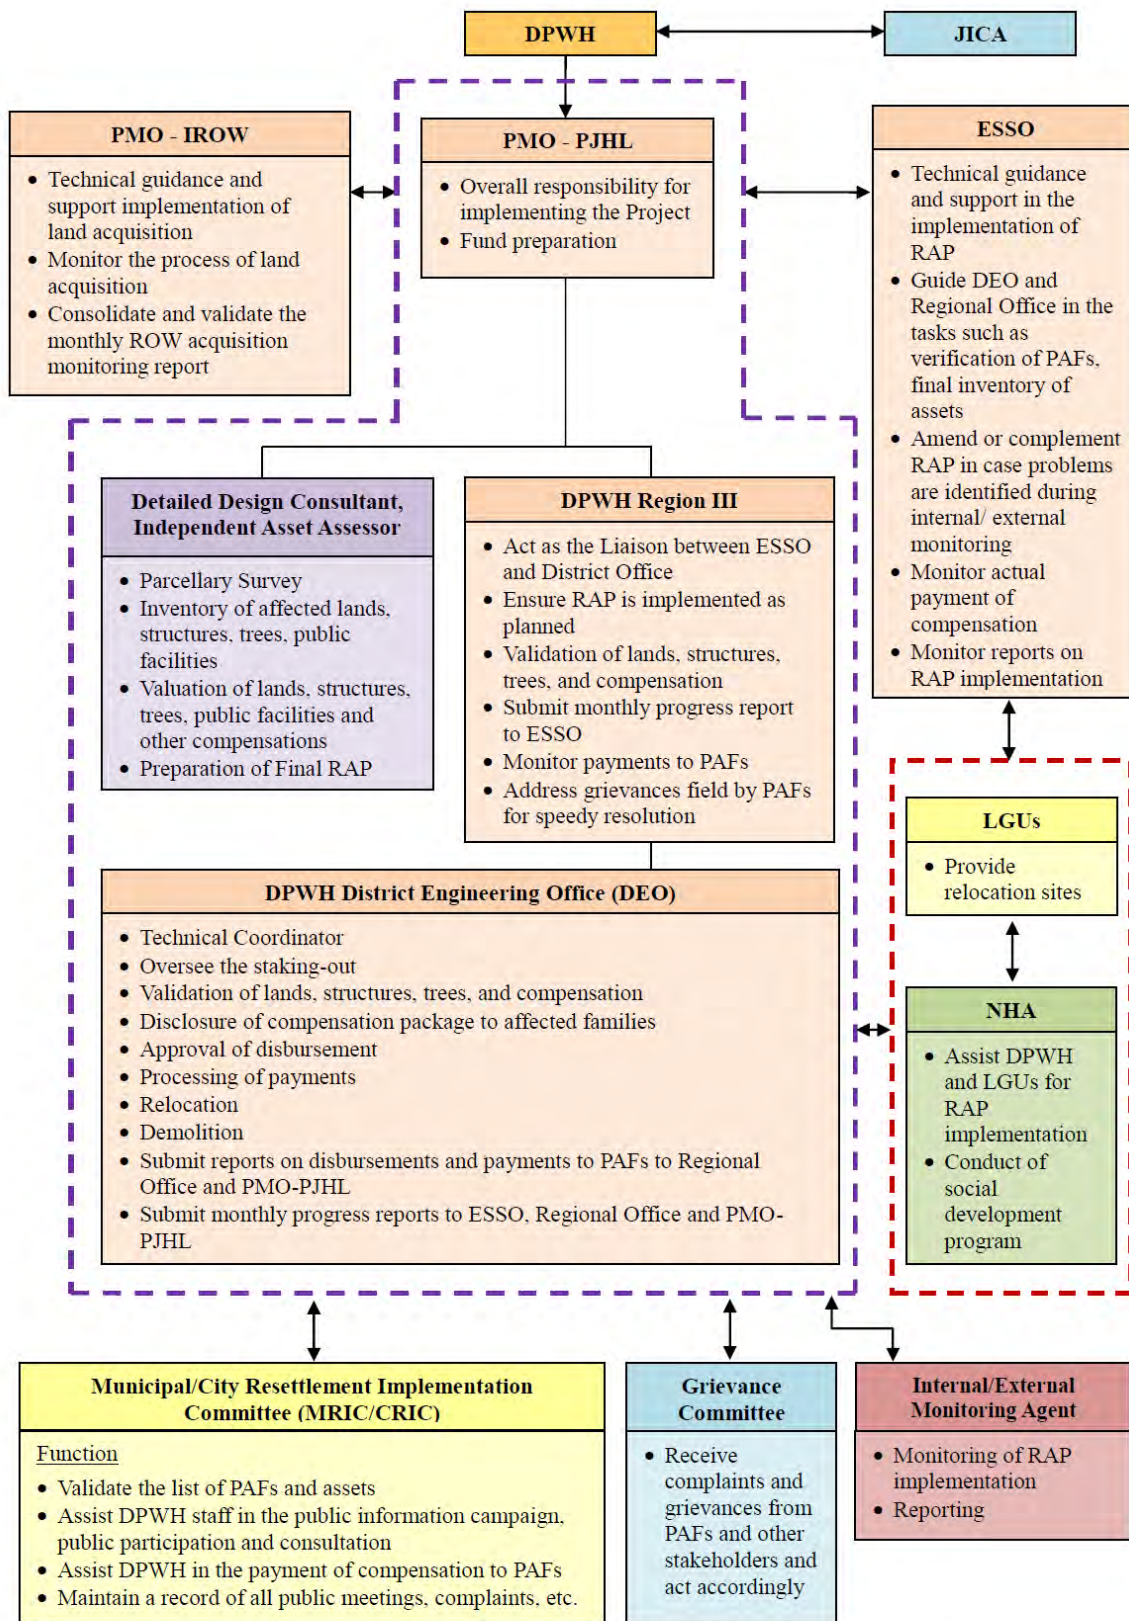 DPWH
JICA
PMO - IROW
• Technical guidance and
support implementation of
land acquisition
• Monitor the process of land
acquisition
• Consolidate and validate the
monthly ROW acquisition
monitoring report
PMO - PJHL
• Overall responsibility for
implementing the Project
• Fund preparation
ESSO
• Technical guidance
and support in the
implementation of
RAP
• Guide DEO and
Regional Office in the
tasks such as
verification of PAFs,
final inventory of
assets
• Amend or complement
RAP in case problems
are identified during
internal/ external
monitoring
• Monitor actual
payment of
compensation
• Monitor reports on
RAP implementation
Detailed Design Consultant,
Independent Asset Assessor
• Parcellary Survey
• Inventory of affected lands,
structures, trees, public
facilities
• Valuation of lands, structures,
trees, public facilities and
other compensations
• Preparation of Final RAP
DPWH Region III
• Act as the Liaison between ESSO
and District Office
• Ensure RAP is implemented as
planned
• Validation of lands, structures,
trees, and compensation
• Submit monthly progress report
to ESSO
• Monitor payments to PAFs
• Address grievances field by PAFs
for speedy resolution
LGUs
• Provide
relocation sites
DPWH District Engineering Office (DEO)
• Technical Coordinator
• Oversee the staking-out
• Validation of lands, structures, trees, and compensation
• Disclosure of compensation package to affected families
• Approval of disbursement
• Processing of payments
• Relocation
• Demolition
• Submit reports on disbursements and payments to PAFs to Regional
Office and PMO-PJHL
• Submit monthly progress reports to ESSO, Regional Office and PMO-
PJHL
NHA
• Assist DPWH
and LGUs for
RAP
implementation
• Conduct of
social
development
program
Municipal/City Resettlement Implementation
Committee (MRIC/CRIC)
Function
• Validate the list of PAFs and assets
• Assist DPWH staff in the public information campaign,
public participation and consultation
• Assist DPWH in the payment of compensation to PAFs
• Maintain a record of all public meetings, complaints, etc.
Grievance
Committee
• Receive
complaints and
grievances from
PAFs and other
stakeholders and
act accordingly
Internal/External
Monitoring Agent
• Monitoring of RAP
implementation
• Reporting